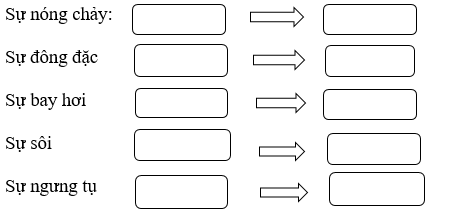 Sự nóng chảy:
Sự đông đặc
Sự bay hơi
Sự sôi
Sự ngưng tụ